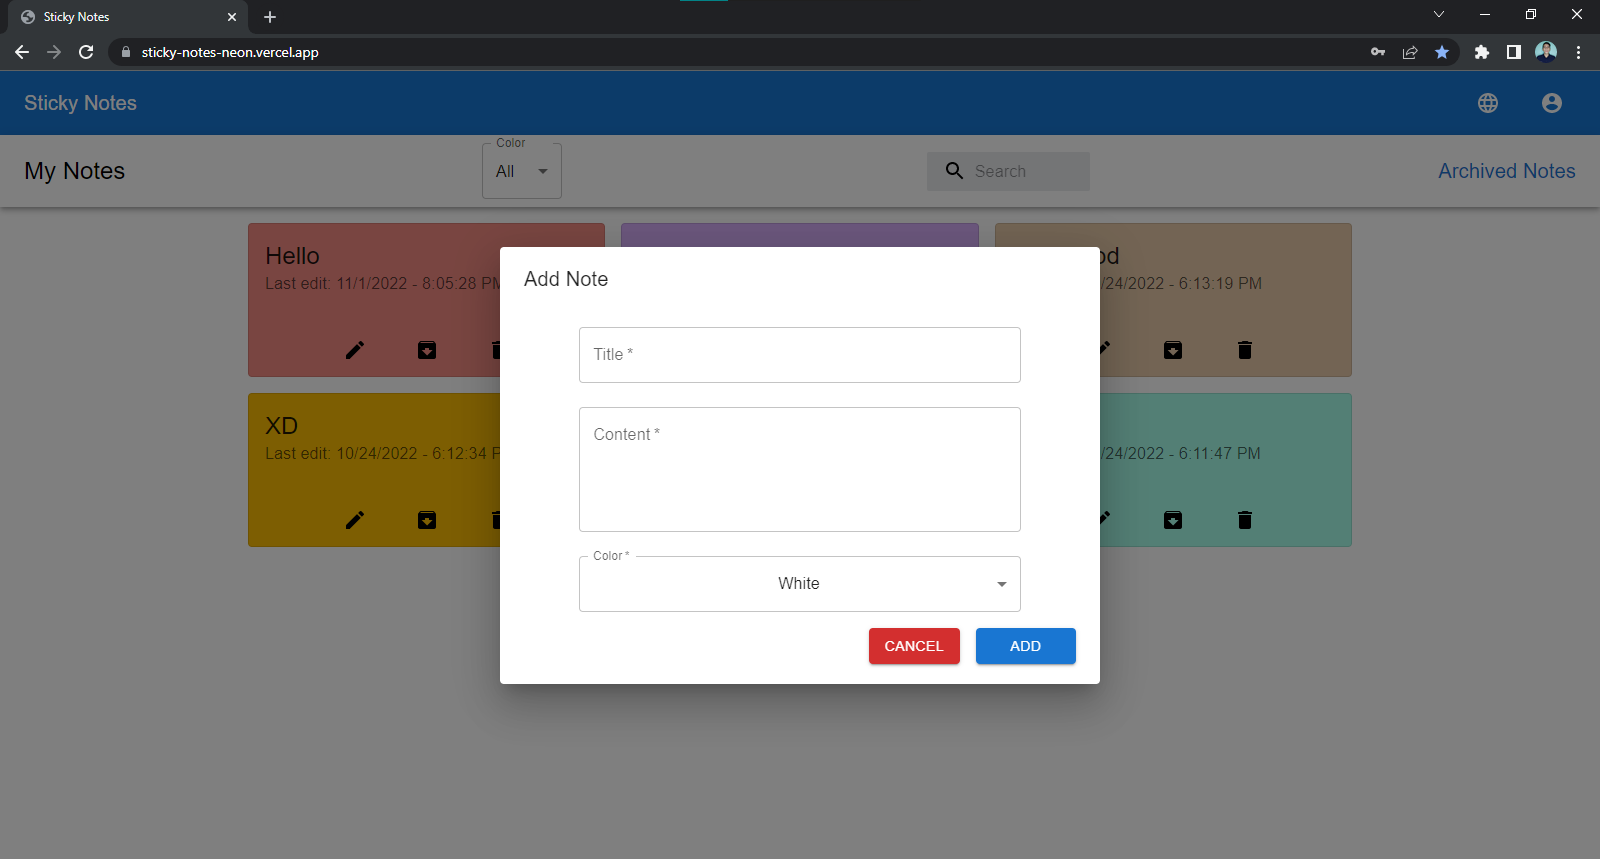 Sticky Notes
sticky-notes-neon.vercel.app
Sticky Notes
My Notes
Color
All
Search
Archived Notes
Hello
Last edit: 11/1/2022 - 8:05:28 PM
/24/2022 - 6:13:19 PM
XD
Last edit: 10/24/2022 - 6:12:34
/24/2022 - 6:11:47 PM
Add Note
Title *
Content *
Color *
White
CANCEL
ADD